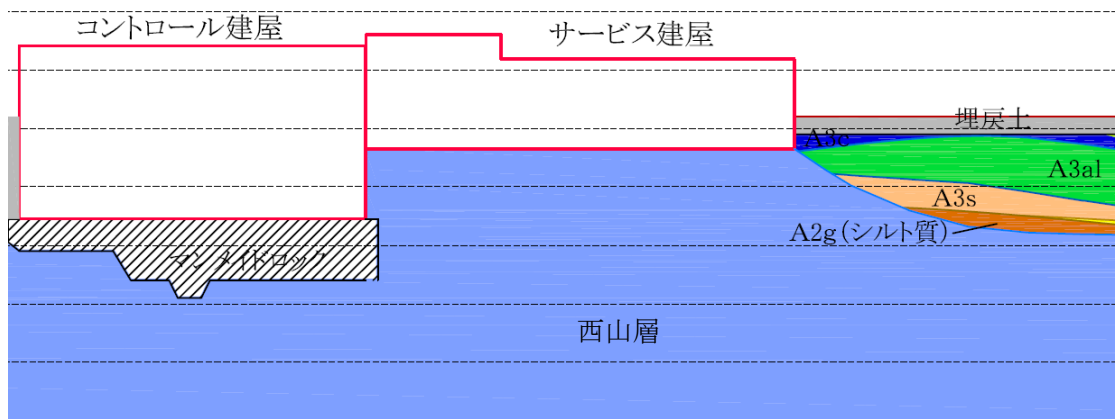 コントロール建屋
サービス建屋
埋戻土
A3c
A3al
A3s
A2g(シルト質)
マンメイドロック
西山層